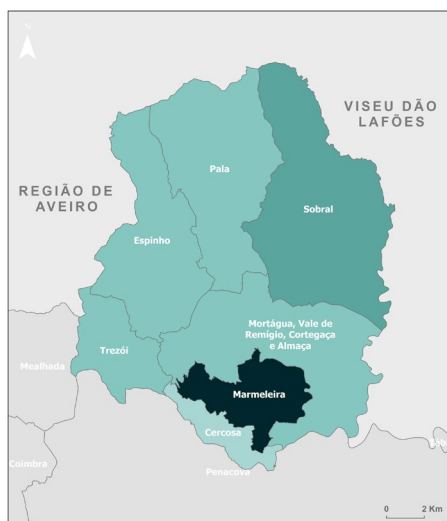 N
VISEU DÃO
LAFÕES
Pala
REGIÃO DE
AVEIRO
Sobral
Espinho
Mortágua, Vale de
Remígio, Cortegaça
e Almaça
Trezói
Mealhada
Marmeleira
Cercosa
Coimbra
Penacova
0 2 Km